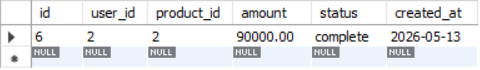 id user_id product_id amount status created_at
6 2 2 90000.00 complete 2026-05-13
NULL NULL NULL NULL NULL NULL